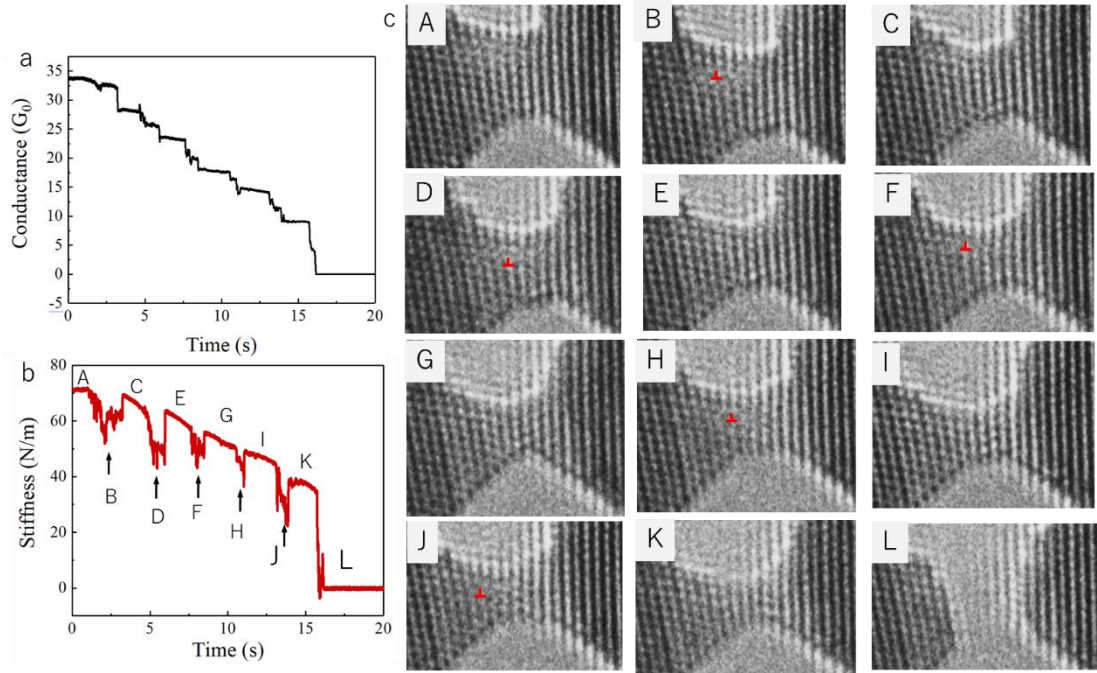 a
Conductance (G₀)
35
30
25
20
15
10
5
0
-5
0 5 10 15 20
Time (s)
b
Stiffness (N/m)
80
60
40
20
0
A
C
E
G
I
K
B
D
F
H
J
L
0 5 10 15 20
Time (s)
c
A
B
C
D
E
F
G
H
I
J
K
L